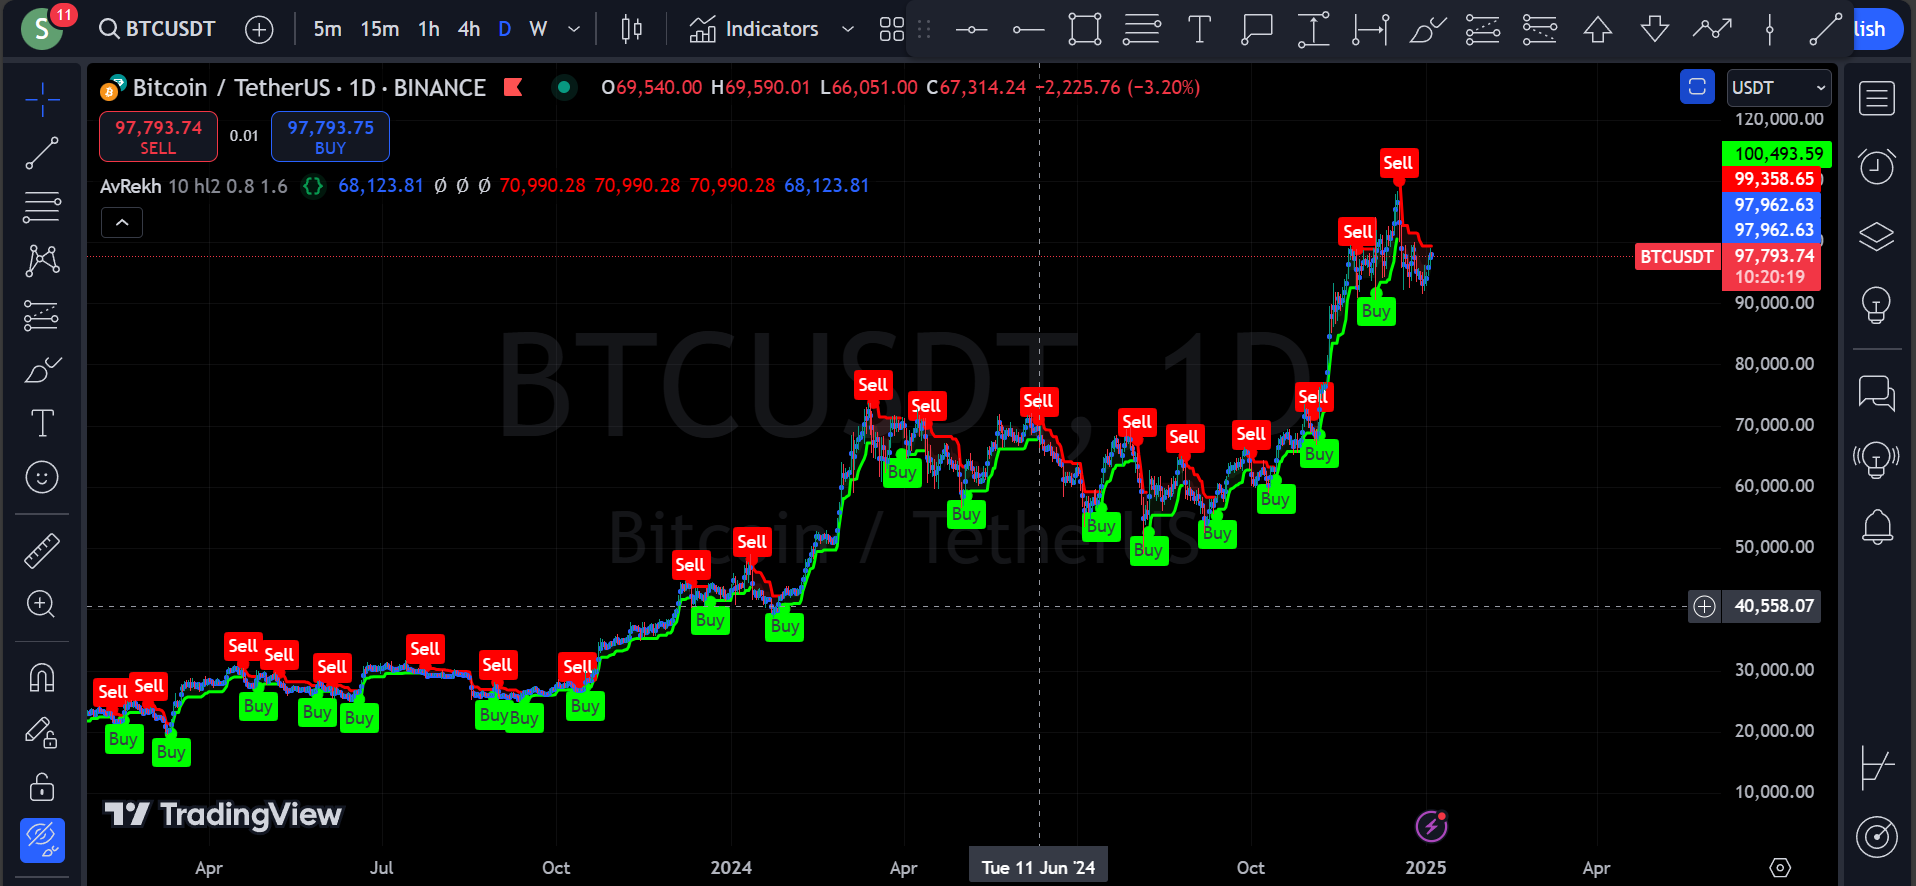 S 11 BTCUSDT 5m 15m 1h 4h D W Indicators lish
Bitcoin / TetherUS · 1D · BINANCE O69,540.00 H69,590.01 L66,051.00 C67,314.24 −2,225.76 (−3.20%) USDT
97,793.74 0.01 97,793.75
SELL BUY
AvRekh 10 hl2 0.8 1.6 {} 68,123.81 Ø Ø Ø 70,990.28 70,990.28 70,990.28 68,123.81
120,000.00
100,493.59
99,358.65
97,962.63
97,962.63
BTCUSDT 97,793.74
10:20:19
90,000.00
80,000.00
70,000.00
60,000.00
50,000.00
40,558.07
30,000.00
20,000.00
10,000.00
BTCUSDT, 1D
Bitcoin / TetherUS
Sell
Sell
Buy
Sell
Sell
Sell
Sell
Sell
Sell
Sell
Buy
Buy
Buy
Buy
Buy
Buy
Buy
Buy
Sell
Sell
Buy
Buy
Sell
Sell
Sell
Sell
Sell
Sell
Sell
Sell
Buy
Buy
Buy
Buy
Buy
Buy
Buy
Buy
TradingView
Apr Jul Oct 2024 Apr Tue 11 Jun '24 Oct 2025 Apr